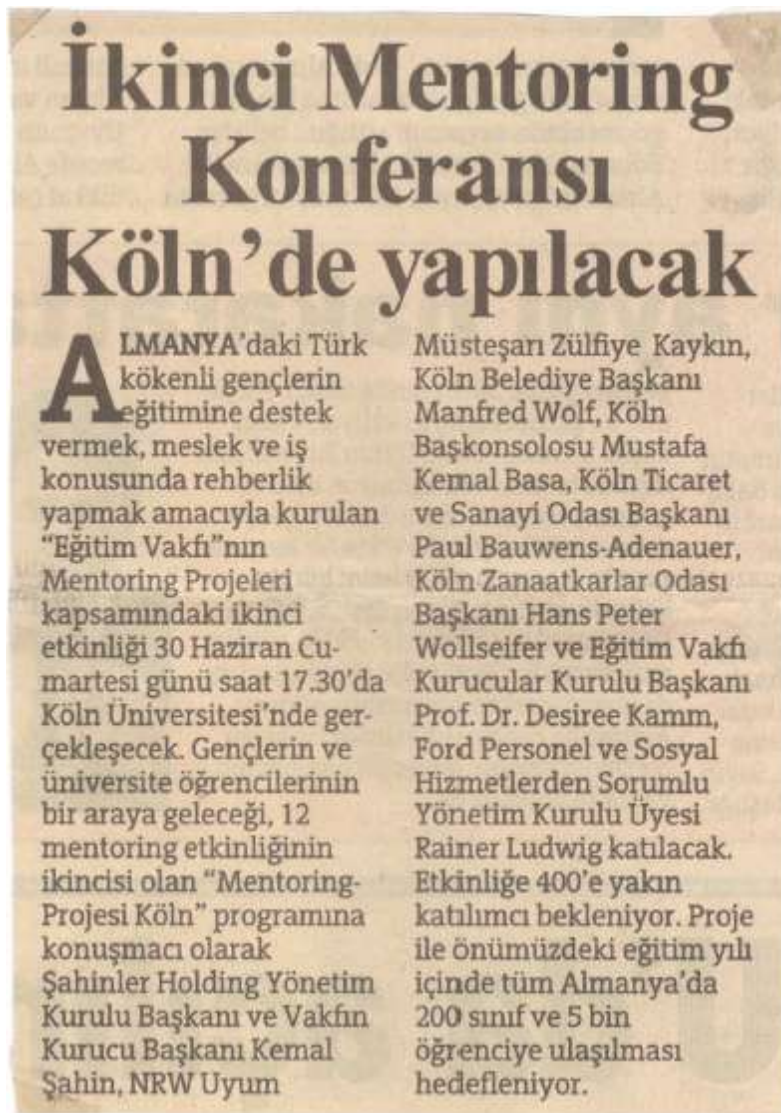 İkinci Mentoring
Konferansı
Köln’de yapılacak
ALMANYA’daki Türk
kökenli gençlerin
eğitimine destek
vermek, meslek ve iş
konusunda rehberlik
yapmak amacıyla kurulan
“Eğitim Vakfı”nın
Mentoring Projeleri
kapsamındaki ikinci
etkinliği 30 Haziran Cu-
martesi günü saat 17.30’da
Köln Üniversitesi’nde ger-
çekleşecek. Gençlerin ve
üniversite öğrencilerinin
bir araya geleceği, 12
mentoring etkinliğinin
ikincisi olan “Mentoring-
Projesi Köln” programına
konuşmacı olarak
Şahinler Holding Yönetim
Kurulu Başkanı ve Vakfın
Kurucu Başkanı Kemal
Şahin, NRW Uyum
Müsteşarı Zülfiye Kaykın,
Köln Belediye Başkanı
Manfred Wolf, Köln
Başkonsolosu Mustafa
Kemal Basa, Köln Ticaret
ve Sanayi Odası Başkanı
Paul Bauwens-Adenauer,
Köln Zanaatkarlar Odası
Başkanı Hans Peter
Wollseifer ve Eğitim Vakfı
Kurucular Kurulu Başkanı
Prof. Dr. Desiree Kamm,
Ford Personel ve Sosyal
Hizmetlerden Sorumlu
Yönetim Kurulu Üyesi
Rainer Ludwig katılacak.
Etkinliğe 400’e yakın
katılımcı bekleniyor. Proje
ile önümüzdeki eğitim yılı
içinde tüm Almanya’da
200 sınıf ve 5 bin
öğrenciye ulaşılması
hedefleniyor.